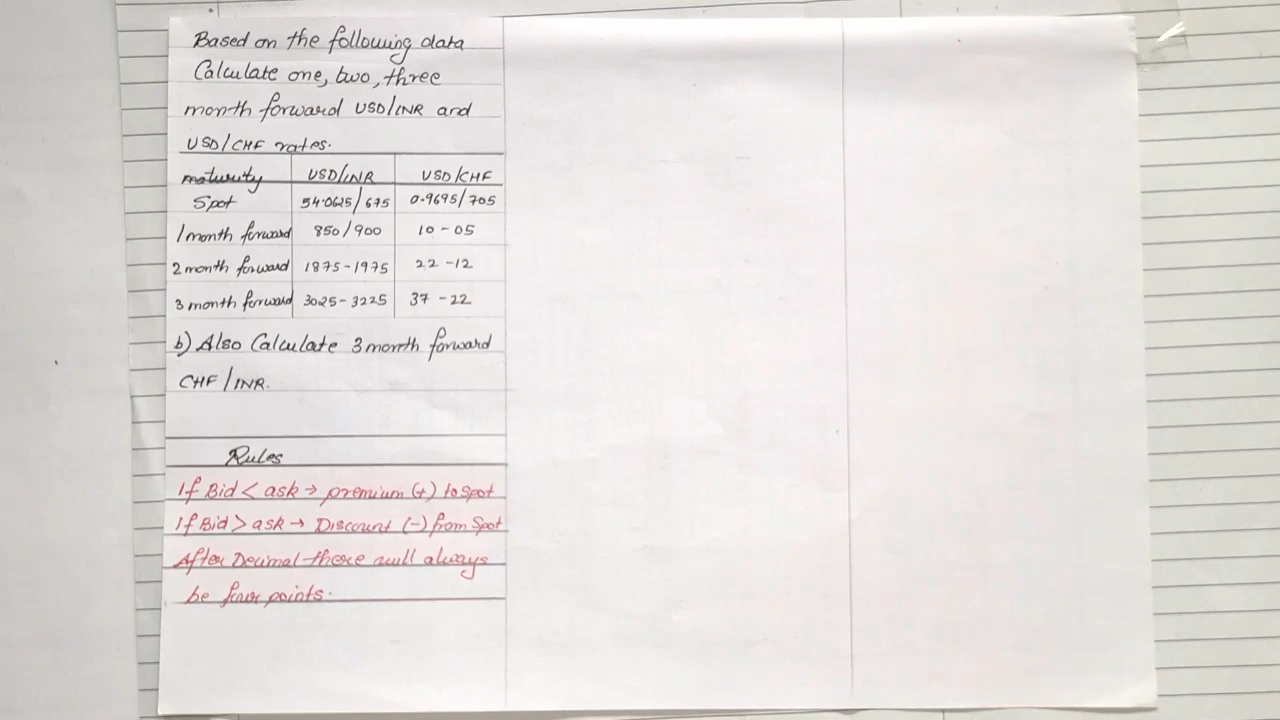 Based on the following data
Calculate one, two, three
month forward USD/INR and
USD/CHF rates.
maturity USD/INR USD/CHF
Spot 54.0625/675 0.9695/705
1 month forward 850/900 10-05
2 month forward 1875-1975 22-12
3 month forward 3025-3225 37-22
b) Also Calculate 3 month forward
CHF/INR.
Rules
If Bid < ask → premium (+) to Spot
If Bid > ask → Discount (-) from Spot
After Decimal there will always
be four points.